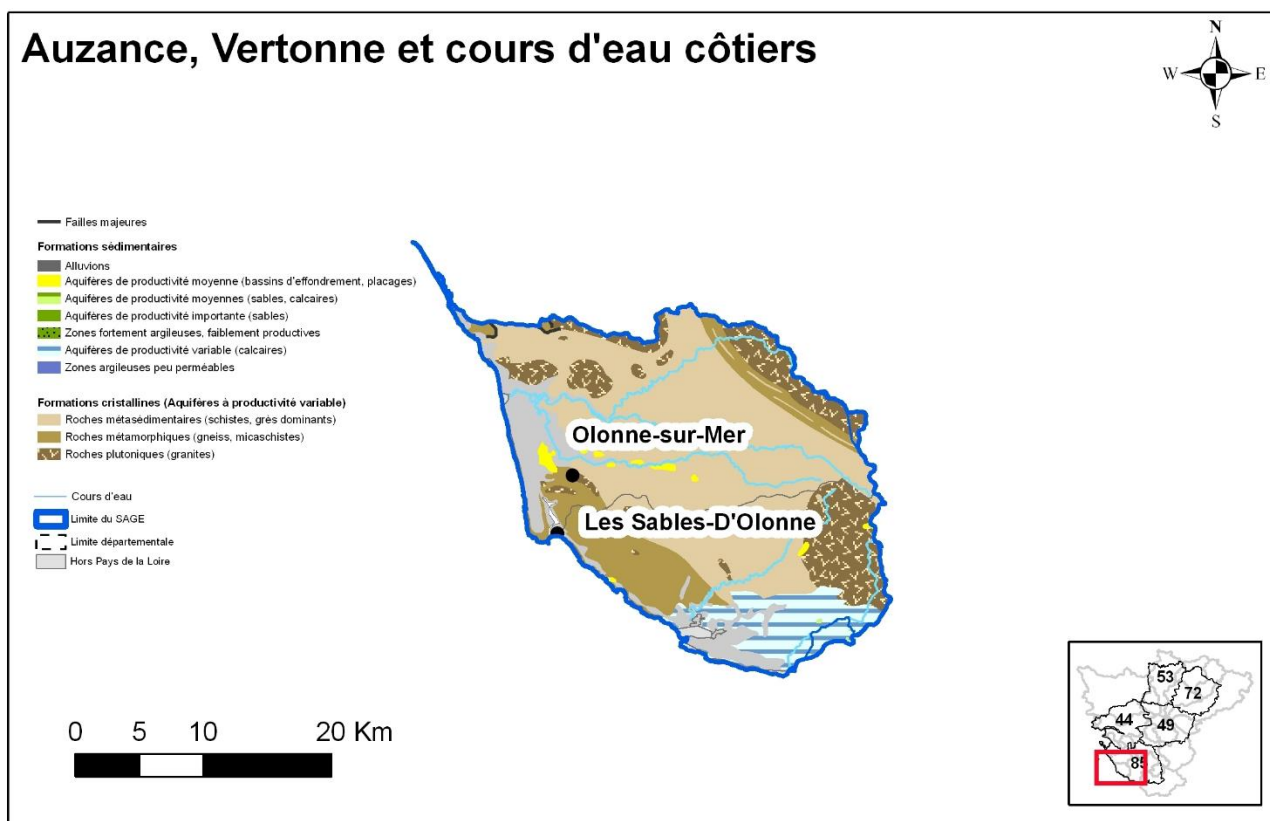 Auzance, Vertonne et cours d'eau côtiers
N
W E
S
Failles majeures
Formations sédimentaires
Alluvions
Aquifères de productivité moyenne (bassins d'effondrement, placages)
Aquifères de productivité moyennes (sables, calcaires)
Aquifères de productivité importante (sables)
Zones fortement argileuses, faiblement productives
Aquifères de productivité variable (calcaires)
Zones argileuses peu perméables
Formations cristallines (Aquifères à productivité variable)
Roches métasédimentaires (schistes, grès dominants)
Roches métamorphiques (gneiss, micaschistes)
Roches plutoniques (granites)
Cours d'eau
Limite du SAGE
Limite départementale
Hors Pays de la Loire
Olonne-sur-Mer
Les Sables-D'Olonne
0 5 10 20 Km
53
72
44
49
85